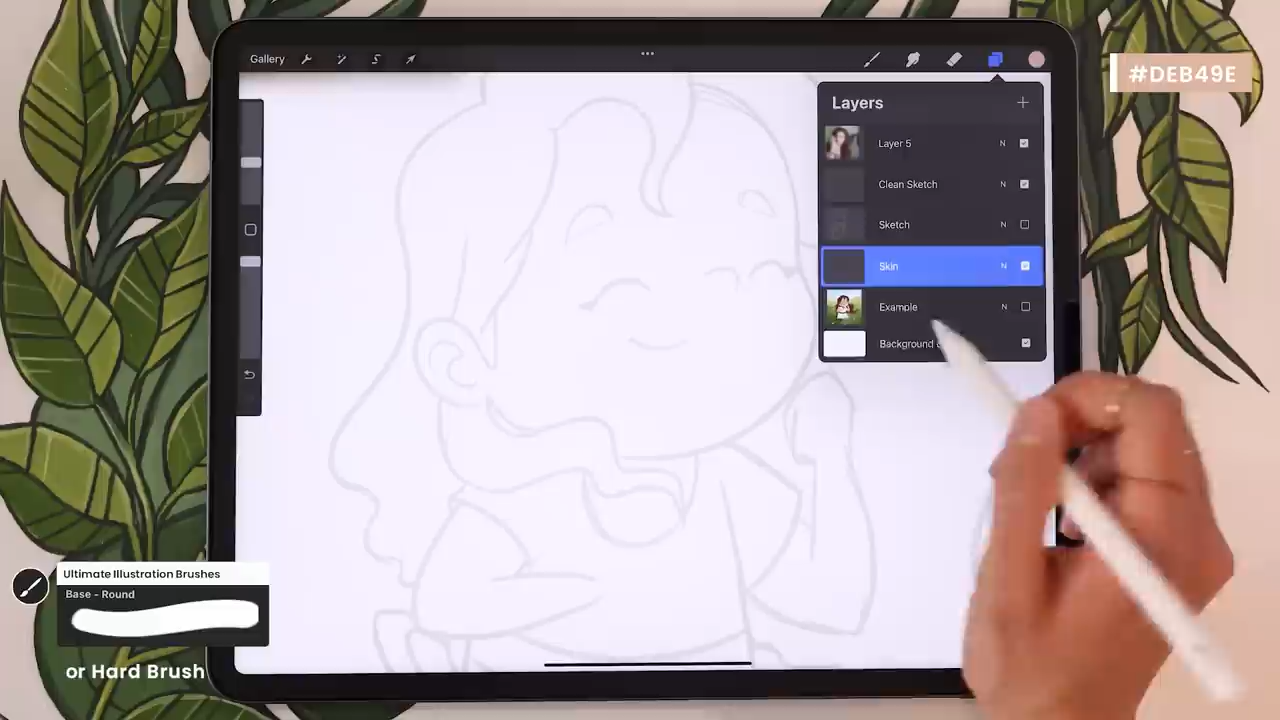 Gallery
#DEB49E
Layers
Layer 5 N
Clean Sketch N
Sketch N
Skin N
Example N
Background
Ultimate Illustration Brushes
Base - Round
or Hard Brush